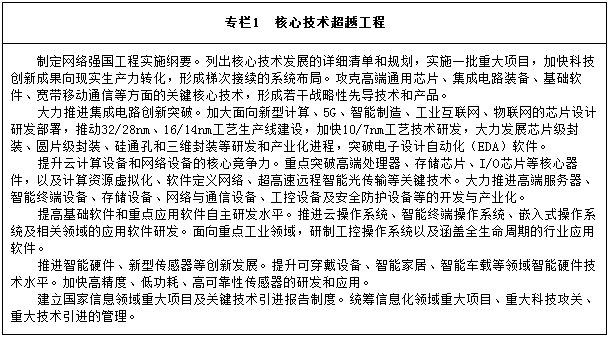 专栏1 核心技术超越工程
制定网络强国工程实施纲要。列出核心技术发展的详细清单和规划，实施一批重大项目，加快科技
创新成果向现实生产力转化，形成梯次接续的系统布局。攻克高端通用芯片、集成电路装备、基础软
件、宽带移动通信等方面的关键核心技术，形成若干战略性先导技术和产品。
大力推进集成电路创新突破。加大面向新型计算、5G、智能制造、工业互联网、物联网的芯片设计
研发部署，推动32/28nm、16/14nm工艺生产线建设，加快10/7nm工艺技术研发，大力发展芯片级封
装、圆片级封装、硅通孔和三维封装等研发和产业化进程，突破电子设计自动化（EDA）软件。
提升云计算设备和网络设备的核心竞争力。重点突破高端处理器、存储芯片、I/O芯片等核心器
件，以及计算资源虚拟化、软件定义网络、超高速远程智能光传输等关键技术。大力推进高端服务器、
智能终端设备、存储设备、网络与通信设备、工控设备及安全防护设备等的开发与产业化。
提高基础软件和重点应用软件自主研发水平。推进云操作系统、智能终端操作系统、嵌入式操作系
统及相关领域的应用软件研发。面向重点工业领域，研制工控操作系统以及涵盖全生命周期的行业应用
软件。
推进智能硬件、新型传感器等创新发展。提升可穿戴设备、智能家居、智能车载等领域智能硬件技
术水平。加快高精度、低功耗、高可靠性传感器的研发和应用。
建立国家信息领域重大项目及关键技术引进报告制度。统筹信息化领域重大项目、重大科技攻关、
重大技术引进的管理。